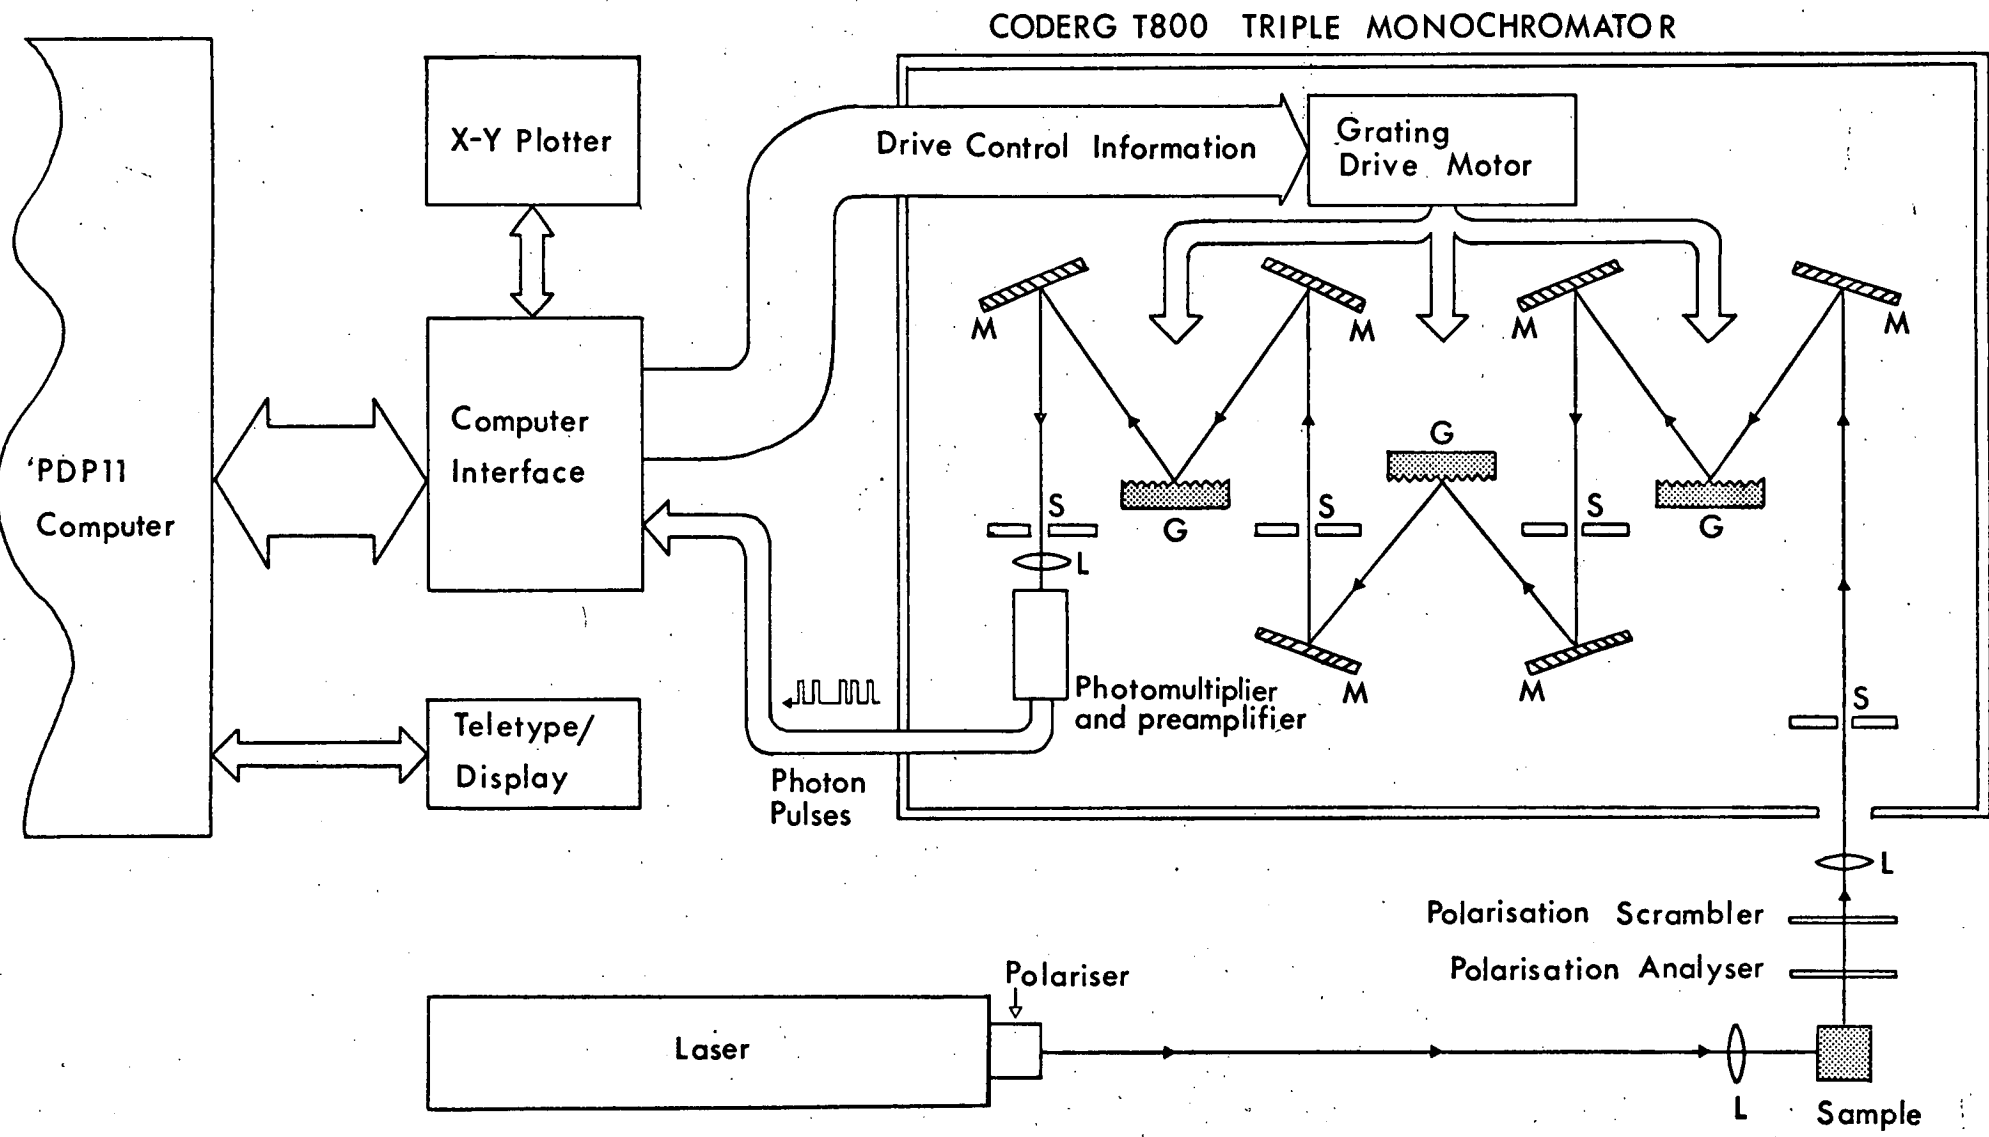 CODERG T800 TRIPLE MONOCHROMATOR
X-Y Plotter
Drive Control Information
Grating
Drive Motor
M
M
M
M
Computer
Interface
'PDP11
Computer
G
S
G
S
S
G
L
Photomultiplier
and preamplifier
M
M
S
Teletype/
Display
Photon
Pulses
L
Polarisation Scrambler
Polarisation Analyser
Polariser
Laser
L
Sample